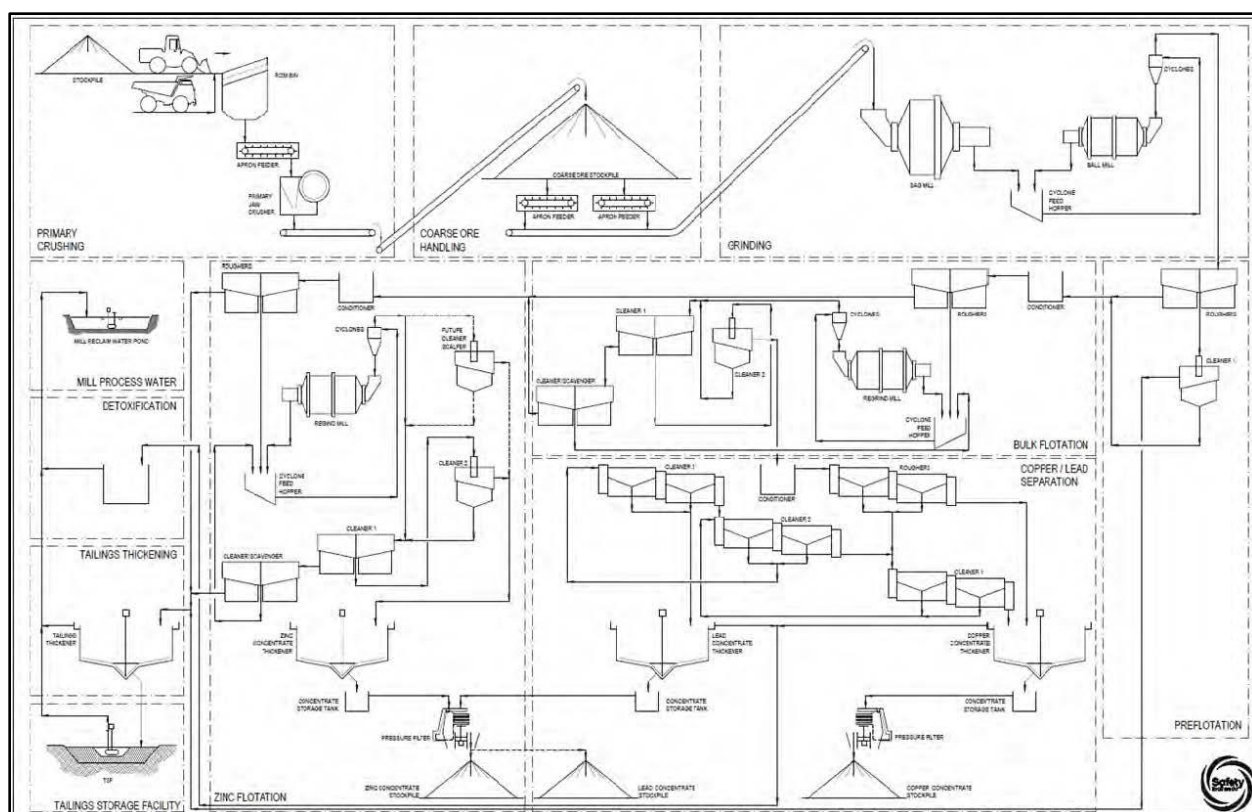 STOCKPILE
ROM BIN
APRON FEEDER
PRIMARY
JAW
CRUSHER
PRIMARY
CRUSHING
COARSE ORE STOCKPILE
APRON FEEDER
APRON FEEDER
COARSE ORE
HANDLING
CYCLONES
SAG MILL
BALL MILL
CYCLONE
FEED
HOPPER
GRINDING
MILL RECLAIM WATER POND
MILL PROCESS WATER
DETOXIFICATION
TAILINGS THICKENING
TAILINGS
THICKENER
TSF
TAILINGS STORAGE FACILITY
ROUGHERS
CONDITIONER
CYCLONES
FUTURE
CLEANER
SCALPER
REGIND MILL
CYCLONE
FEED
HOPPER
CLEANER 2
CLEANER 1
CLEANER/SCAVENGER
ZINC
CONCENTRATE
THICKENER
CONCENTRATE
STORAGE TANK
PRESSURE FILTER
ZINC CONCENTRATE
STOCKPILE
ZINC FLOTATION
CLEANER 1
CLEANER 2
CYCLONES
ROUGHERS
CONDITIONER
CLEANER/SCAVENGER
REGRIND MILL
CYCLONE
FEED
HOPPER
BULK FLOTATION
CLEANER 1
CONDITIONER
ROUGHERS
COPPER / LEAD
SEPARATION
CLEANER 2
CLEANER 1
LEAD
CONCENTRATE
THICKENER
COPPER
CONCENTRATE
THICKENER
CONCENTRATE
STORAGE TANK
CONCENTRATE
STORAGE TANK
PRESSURE FILTER
LEAD CONCENTRATE
STOCKPILE
COPPER CONCENTRATE
STOCKPILE
ROUGHERS
CLEANER 1
PREFLOTATION
Safety